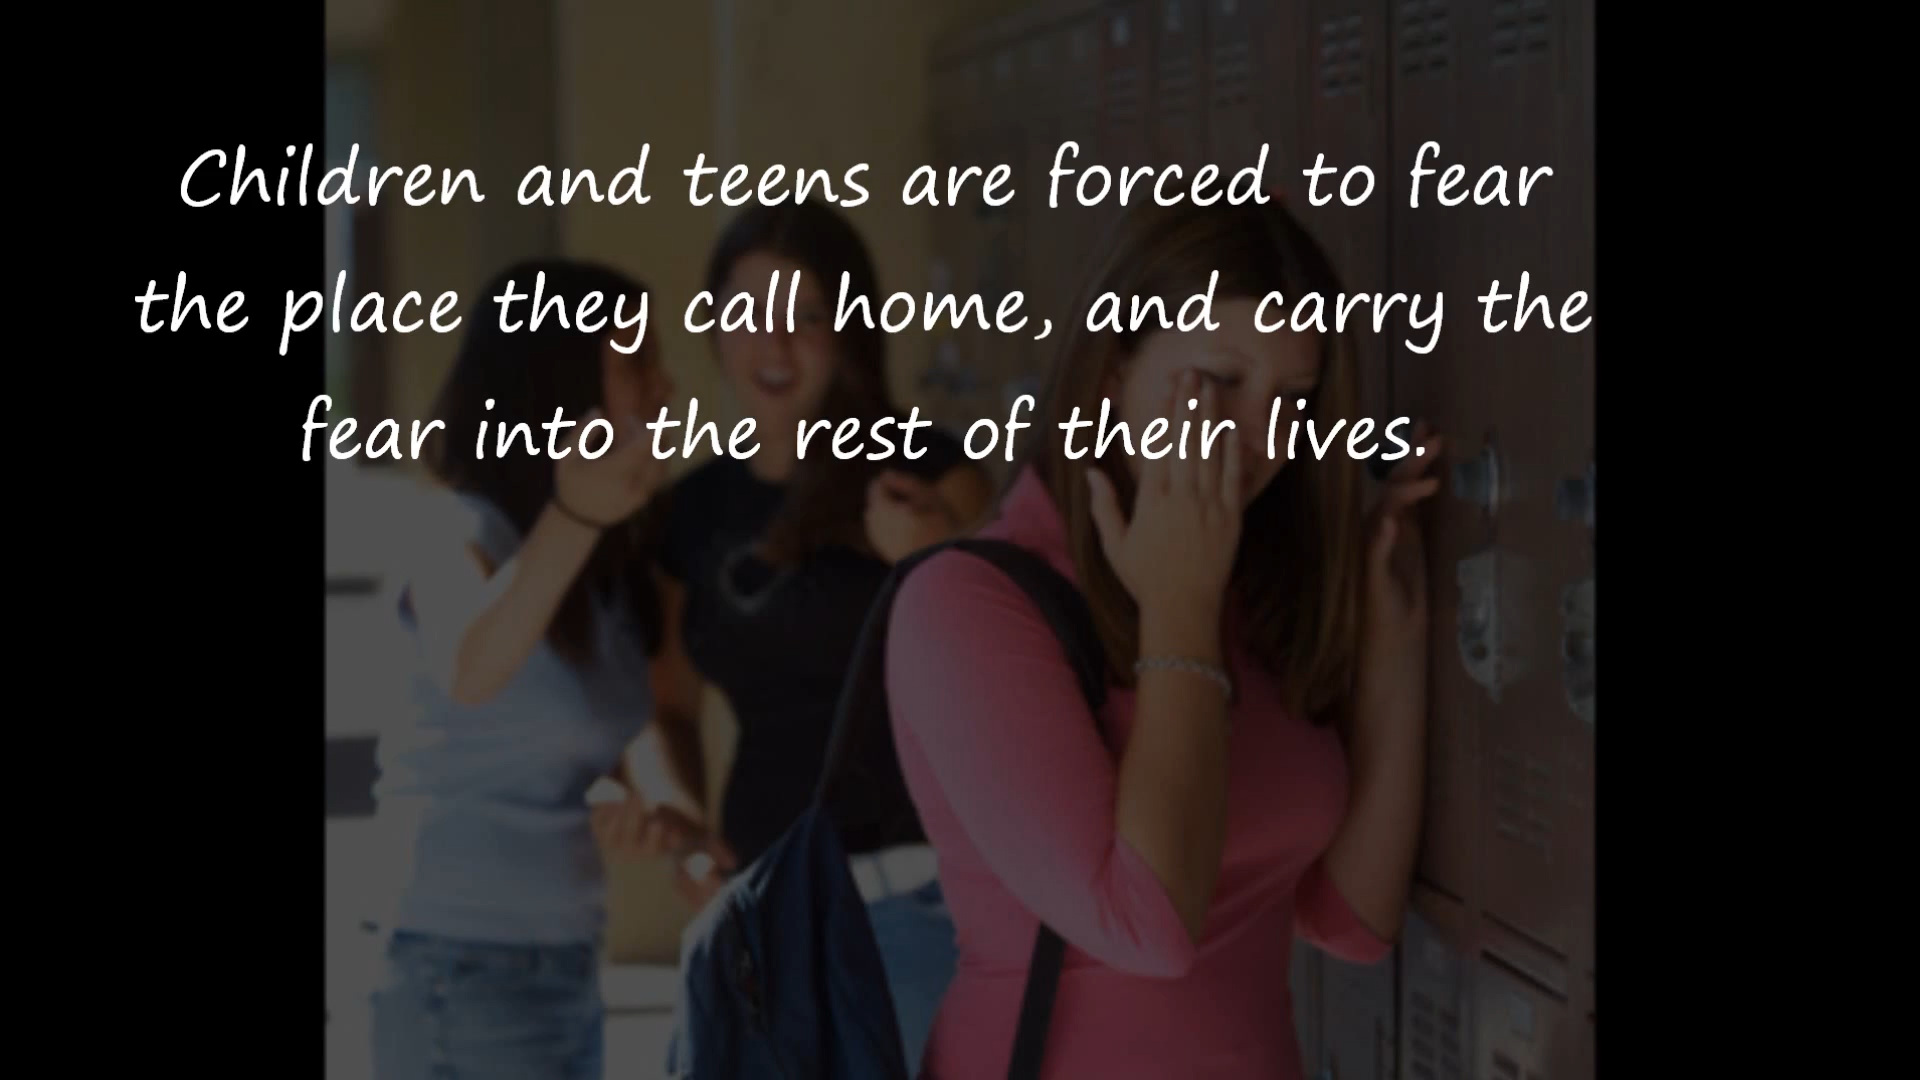 Children and teens are forced to fear
the place they call home, and carry the
fear into the rest of their lives.